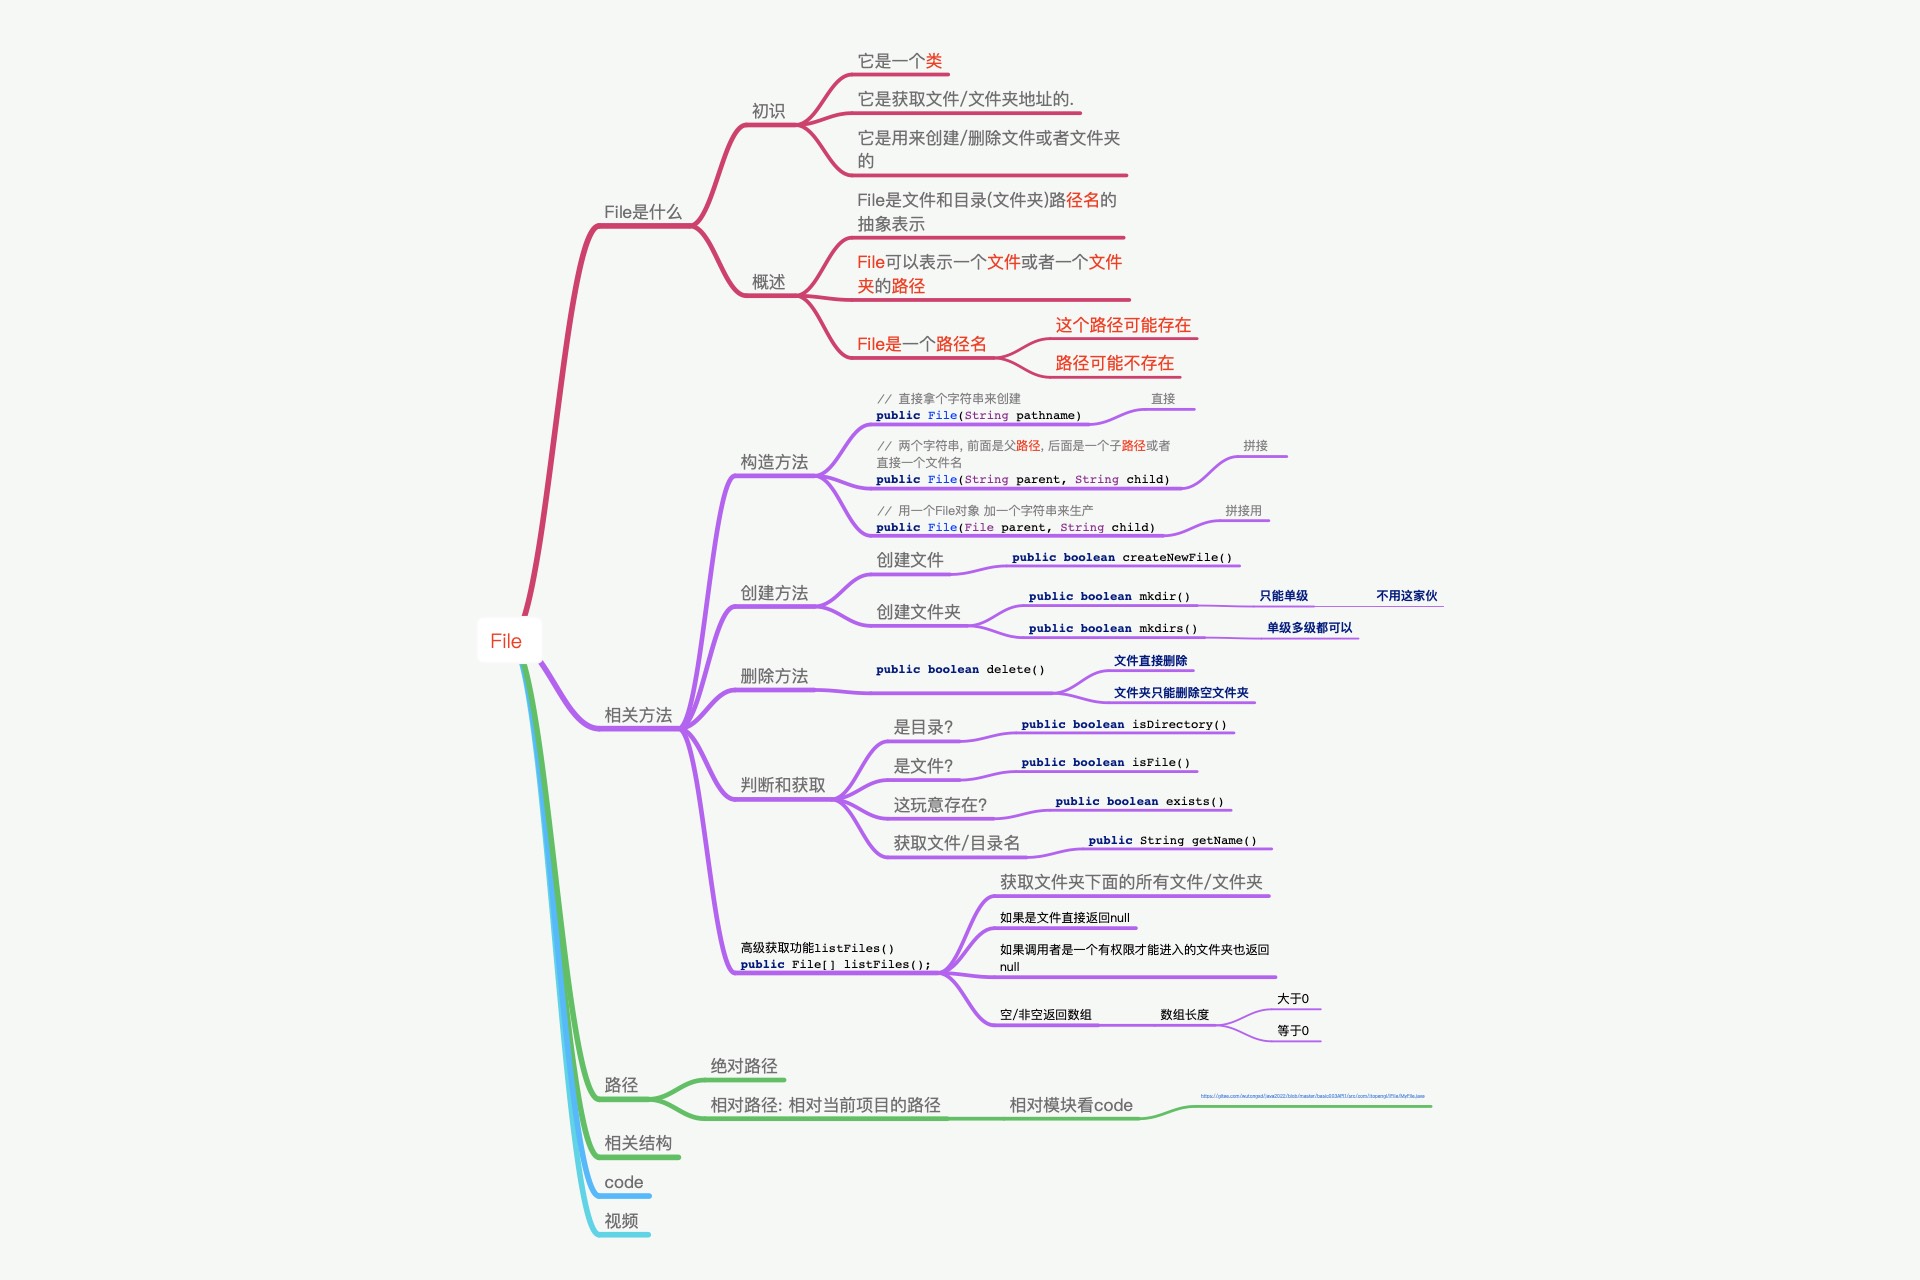 它是一个类
它是获取文件/文件夹地址的.
初识
它是用来创建/删除文件或者文件夹
的
File是什么
File是文件和目录(文件夹)路径名的
抽象表示
概述
File可以表示一个文件或者一个文件
夹的路径
File是一个路径名
这个路径可能存在
路径可能不存在
// 直接拿个字符串来创建
public File(String pathname)
直接
构造方法
// 两个字符串, 前面是父路径, 后面是一个子路径或者
直接一个文件名
public File(String parent, String child)
拼接
// 用一个File对象 加一个字符串来生产
public File(File parent, String child)
拼接用
创建方法
创建文件
public boolean createNewFile()
创建文件夹
public boolean mkdir()
只能单级
不用这家伙
public boolean mkdirs()
单级多级都可以
File
相关方法
删除方法
public boolean delete()
文件直接删除
文件夹只能删除空文件夹
判断和获取
是目录?
public boolean isDirectory()
是文件?
public boolean isFile()
这玩意存在?
public boolean exists()
获取文件/目录名
public String getName()
高级获取功能listFiles()
public File[] listFiles();
获取文件夹下面的所有文件/文件夹
如果是文件直接返回null
如果调用者是一个有权限才能进入的文件夹也返回
null
空/非空返回数组
数组长度
大于0
等于0
路径
绝对路径
相对路径: 相对当前项目的路径
相对模块看code
相关结构
code
视频